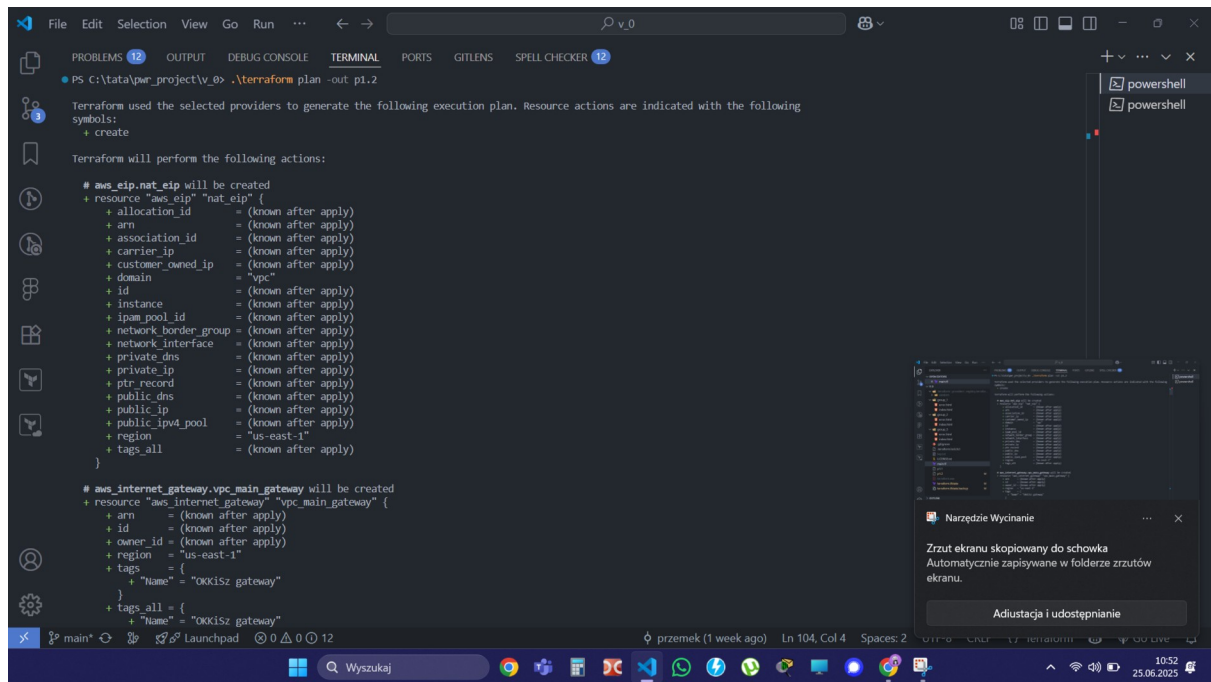 File Edit Selection View Go Run ··· v_0
PROBLEMS 12 OUTPUT DEBUG CONSOLE TERMINAL PORTS GITLENS SPELL CHECKER 12
PS C:\tata\pwr_project\v_0> .\terraform plan -out p1.2
powershell
powershell
Terraform used the selected providers to generate the following execution plan. Resource actions are indicated with the following
symbols:
+ create
Terraform will perform the following actions:
# aws_eip.nat_eip will be created
+ resource "aws_eip" "nat_eip" {
+ allocation_id = (known after apply)
+ arn = (known after apply)
+ association_id = (known after apply)
+ carrier_ip = (known after apply)
+ customer_owned_ip = (known after apply)
+ domain = "vpc"
+ id = (known after apply)
+ instance = (known after apply)
+ ipam_pool_id = (known after apply)
+ network_border_group = (known after apply)
+ network_interface = (known after apply)
+ private_dns = (known after apply)
+ private_ip = (known after apply)
+ ptr_record = (known after apply)
+ public_dns = (known after apply)
+ public_ip = (known after apply)
+ public_ipv4_pool = (known after apply)
+ region = "us-east-1"
+ tags_all = (known after apply)
}
# aws_internet_gateway.vpc_main_gateway will be created
+ resource "aws_internet_gateway" "vpc_main_gateway" {
+ arn = (known after apply)
+ id = (known after apply)
+ owner_id = (known after apply)
+ region = "us-east-1"
+ tags = {
+ "Name" = "OKKiSz gateway"
}
+ tags_all = {
+ "Name" = "OKKiSz gateway"
Narzędzie Wycinanie
Zrzut ekranu skopiowany do schowka
Automatycznie zapisywane w folderze zrzutów
ekranu.
Adiustacja i udostępnianie
3
main* Launchpad 0 0 12 przemek (1 week ago) Ln 104, Col 4 Spaces: 2
Wyszukaj
10:52
25.06.2025